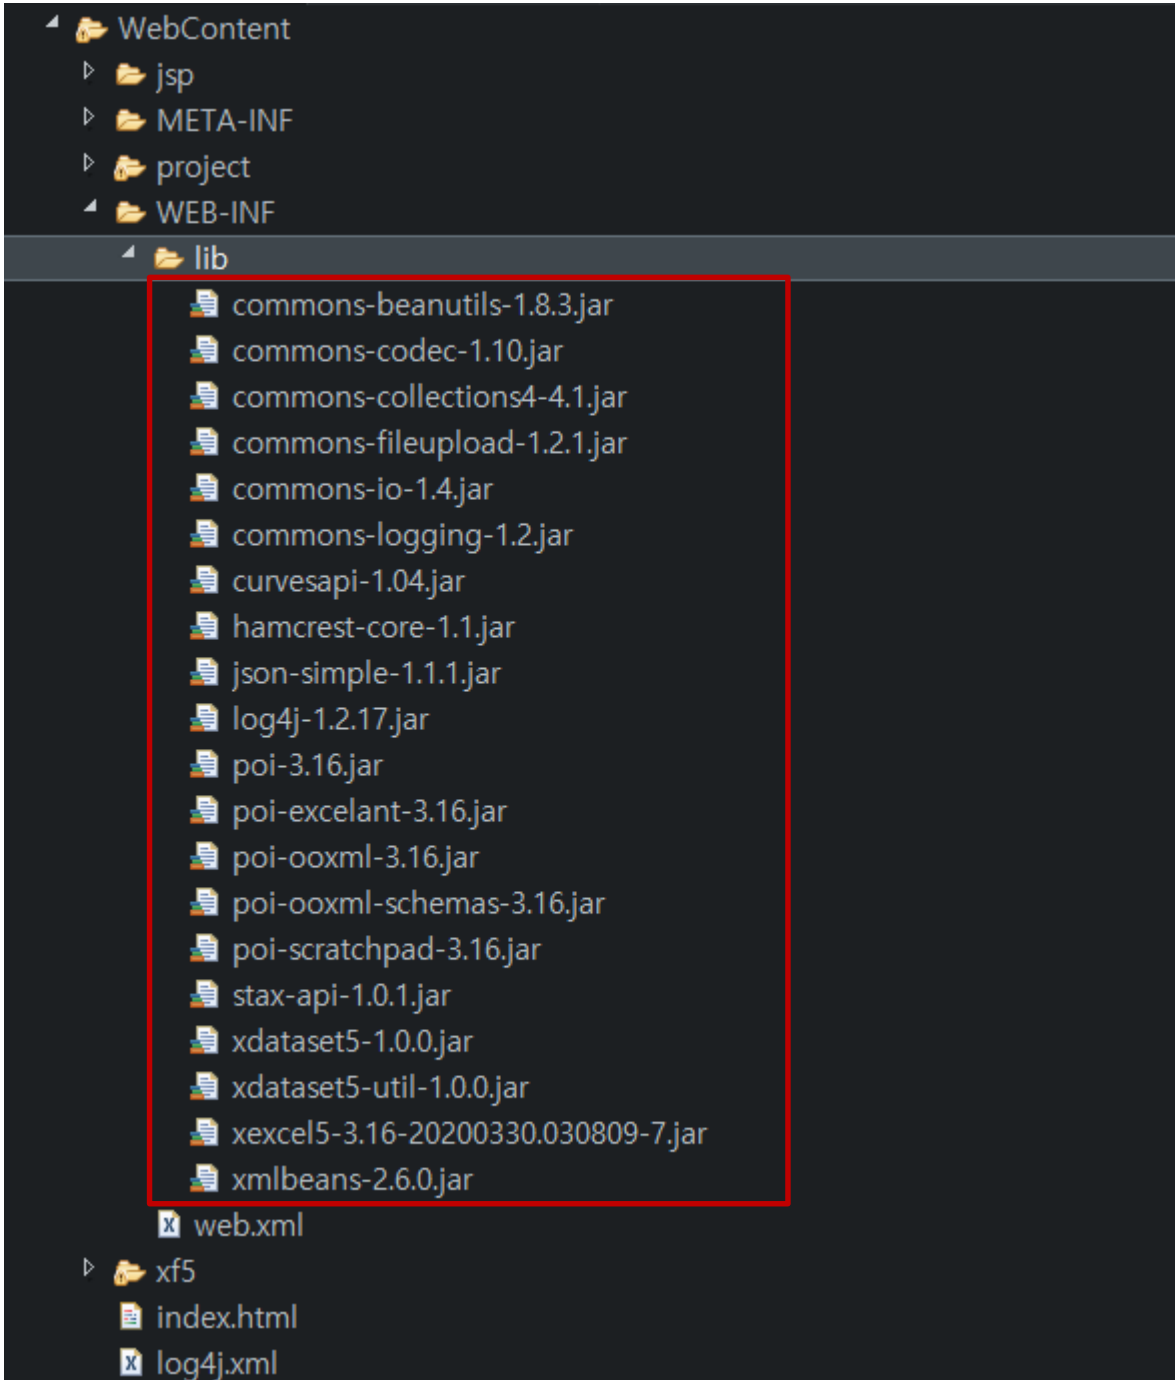 WebContent
jsp
META-INF
project
WEB-INF
lib
commons-beanutils-1.8.3.jar
commons-codec-1.10.jar
commons-collections4-4.1.jar
commons-fileupload-1.2.1.jar
commons-io-1.4.jar
commons-logging-1.2.jar
curvesapi-1.04.jar
hamcrest-core-1.1.jar
json-simple-1.1.1.jar
log4j-1.2.17.jar
poi-3.16.jar
poi-excelant-3.16.jar
poi-ooxml-3.16.jar
poi-ooxml-schemas-3.16.jar
poi-scratchpad-3.16.jar
stax-api-1.0.1.jar
xdataset5-1.0.0.jar
xdataset5-util-1.0.0.jar
xexcel5-3.16-20200330.030809-7.jar
xmlbeans-2.6.0.jar
web.xml
xf5
index.html
log4j.xml